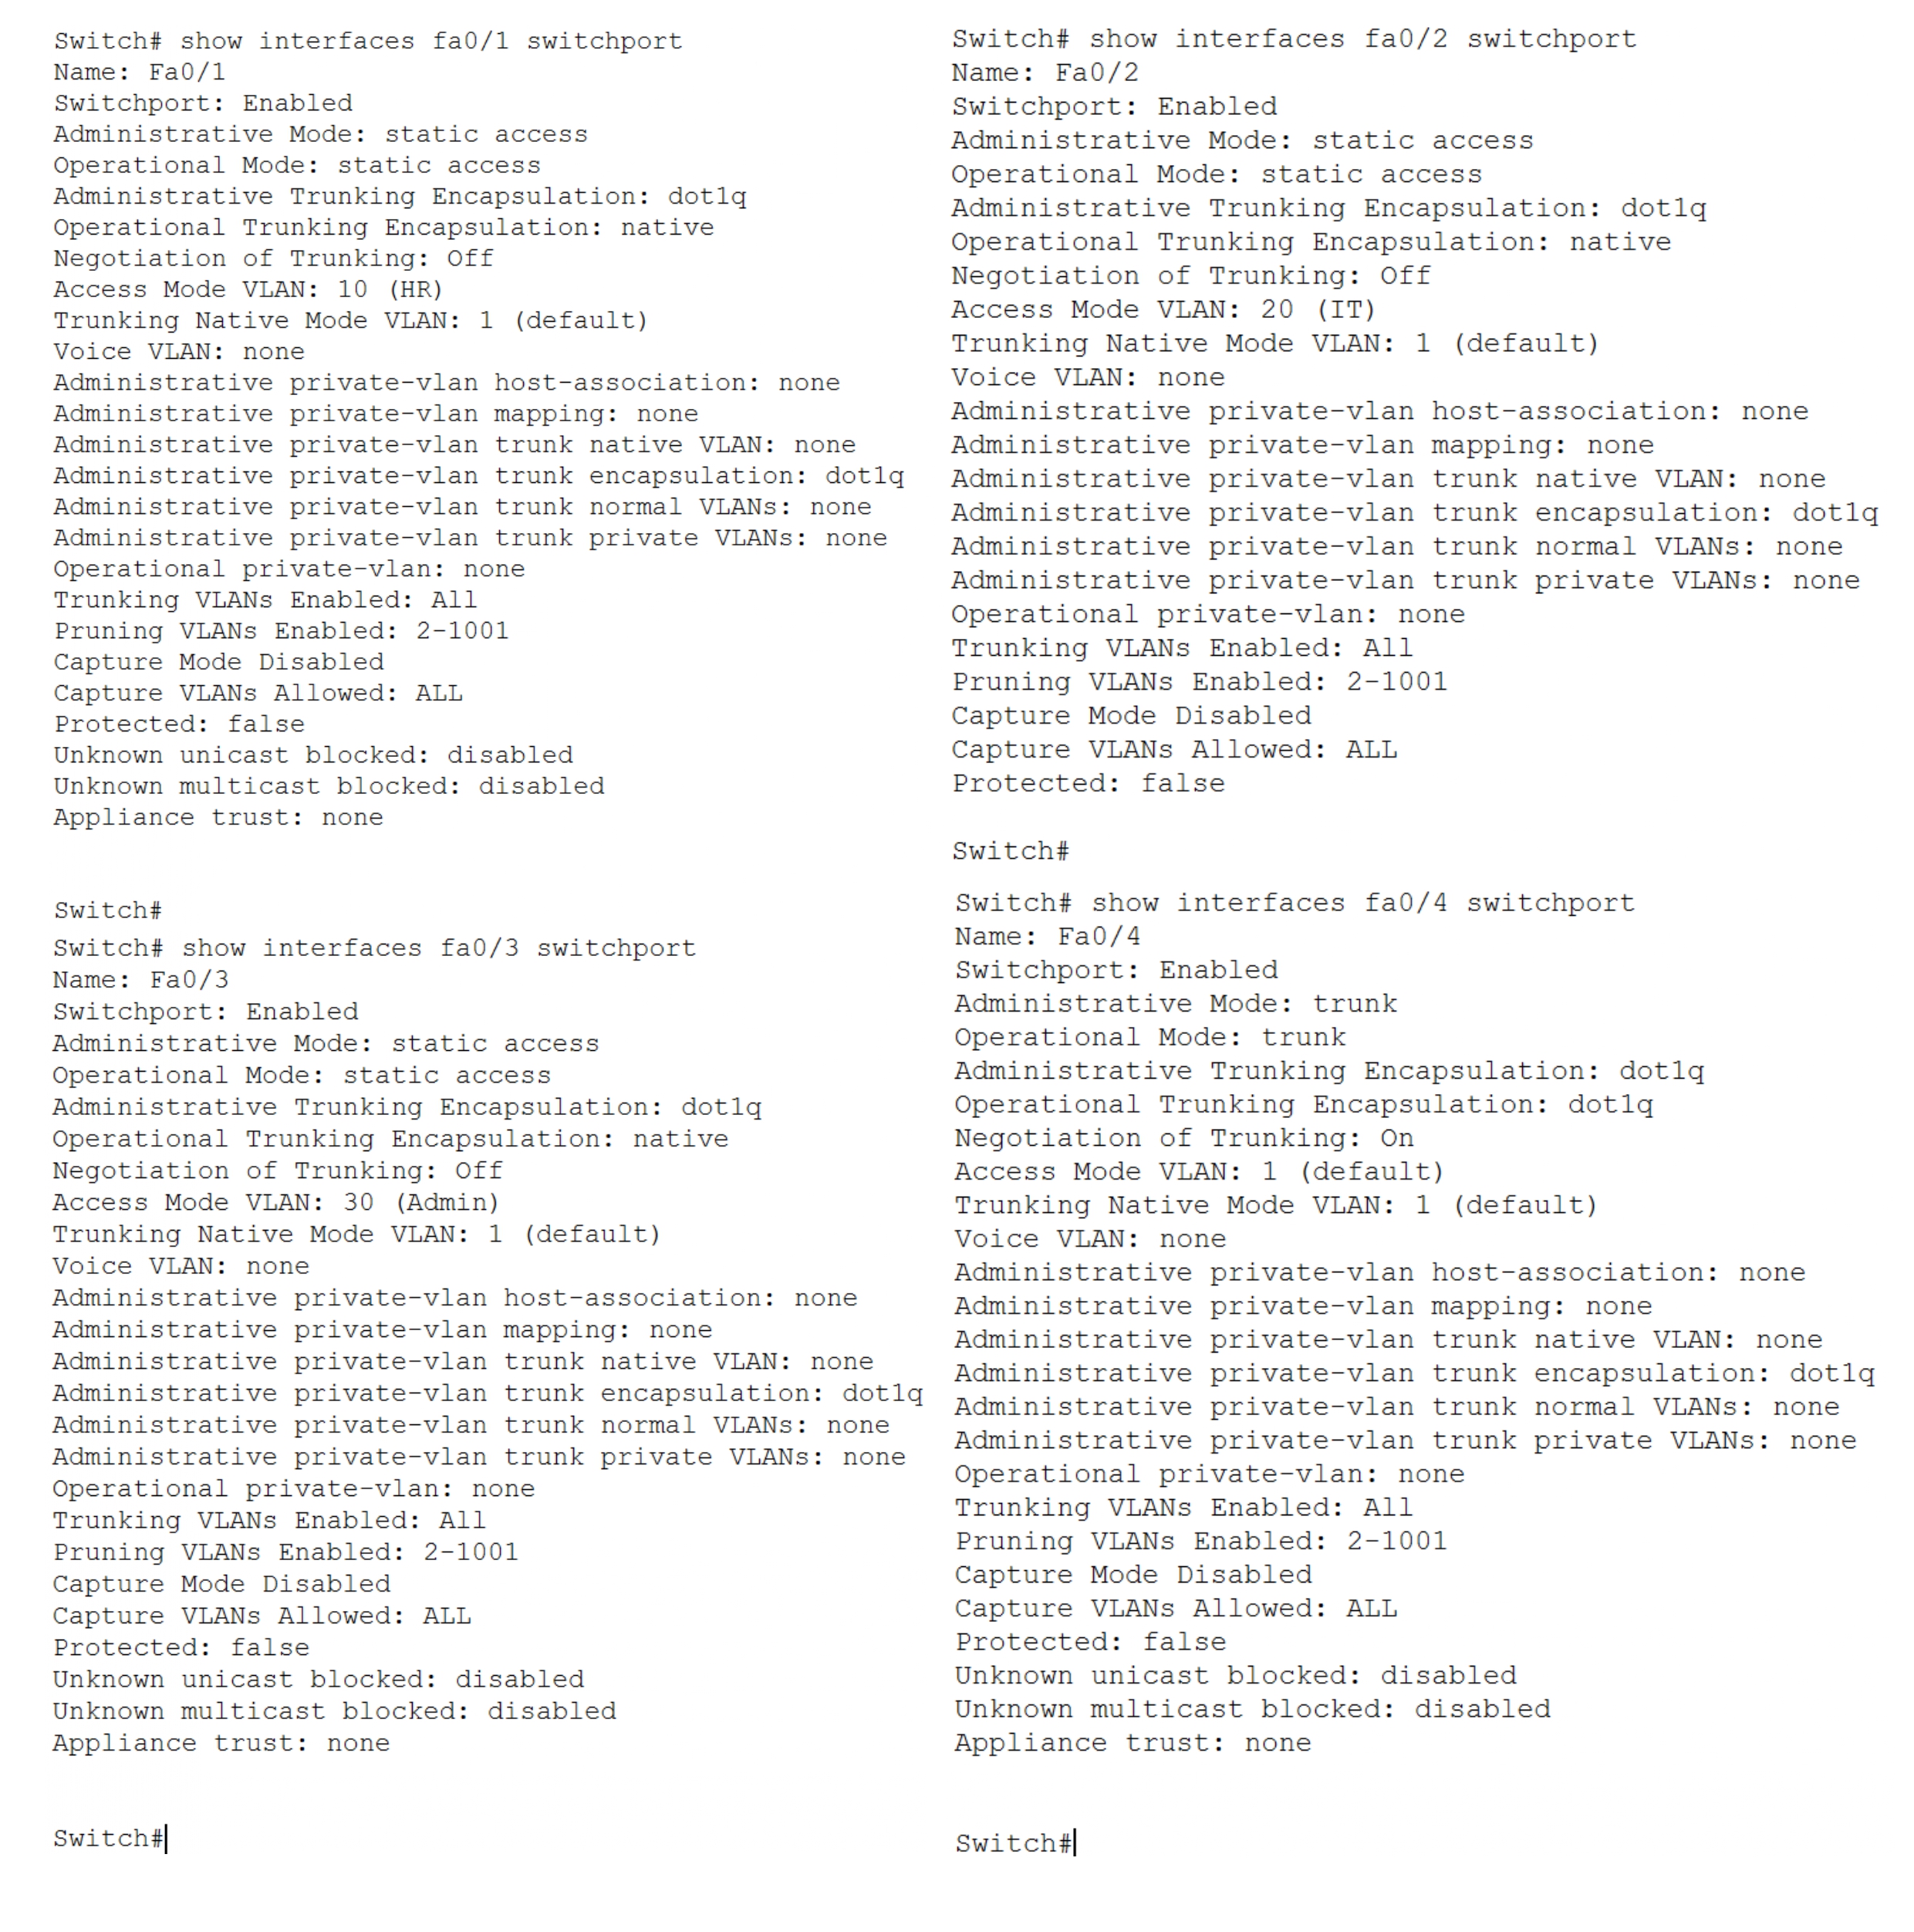 Switch# show interfaces fa0/1 switchport
Name: Fa0/1
Switchport: Enabled
Administrative Mode: static access
Operational Mode: static access
Administrative Trunking Encapsulation: dot1q
Operational Trunking Encapsulation: native
Negotiation of Trunking: Off
Access Mode VLAN: 10 (HR)
Trunking Native Mode VLAN: 1 (default)
Voice VLAN: none
Administrative private-vlan host-association: none
Administrative private-vlan mapping: none
Administrative private-vlan trunk native VLAN: none
Administrative private-vlan trunk encapsulation: dot1q
Administrative private-vlan trunk normal VLANs: none
Administrative private-vlan trunk private VLANs: none
Operational private-vlan: none
Trunking VLANs Enabled: All
Pruning VLANs Enabled: 2-1001
Capture Mode Disabled
Capture VLANs Allowed: ALL
Protected: false
Unknown unicast blocked: disabled
Unknown multicast blocked: disabled
Appliance trust: none
Switch#
Switch# show interfaces fa0/2 switchport
Name: Fa0/2
Switchport: Enabled
Administrative Mode: static access
Operational Mode: static access
Administrative Trunking Encapsulation: dot1q
Operational Trunking Encapsulation: native
Negotiation of Trunking: Off
Access Mode VLAN: 20 (IT)
Trunking Native Mode VLAN: 1 (default)
Voice VLAN: none
Administrative private-vlan host-association: none
Administrative private-vlan mapping: none
Administrative private-vlan trunk native VLAN: none
Administrative private-vlan trunk encapsulation: dot1q
Administrative private-vlan trunk normal VLANs: none
Administrative private-vlan trunk private VLANs: none
Operational private-vlan: none
Trunking VLANs Enabled: All
Pruning VLANs Enabled: 2-1001
Capture Mode Disabled
Capture VLANs Allowed: ALL
Protected: false
Switch#
Switch# show interfaces fa0/3 switchport
Name: Fa0/3
Switchport: Enabled
Administrative Mode: static access
Operational Mode: static access
Administrative Trunking Encapsulation: dot1q
Operational Trunking Encapsulation: native
Negotiation of Trunking: Off
Access Mode VLAN: 30 (Admin)
Trunking Native Mode VLAN: 1 (default)
Voice VLAN: none
Administrative private-vlan host-association: none
Administrative private-vlan mapping: none
Administrative private-vlan trunk native VLAN: none
Administrative private-vlan trunk encapsulation: dot1q
Administrative private-vlan trunk normal VLANs: none
Administrative private-vlan trunk private VLANs: none
Operational private-vlan: none
Trunking VLANs Enabled: All
Pruning VLANs Enabled: 2-1001
Capture Mode Disabled
Capture VLANs Allowed: ALL
Protected: false
Unknown unicast blocked: disabled
Unknown multicast blocked: disabled
Appliance trust: none
Switch#
Switch# show interfaces fa0/4 switchport
Name: Fa0/4
Switchport: Enabled
Administrative Mode: trunk
Operational Mode: trunk
Administrative Trunking Encapsulation: dot1q
Operational Trunking Encapsulation: dot1q
Negotiation of Trunking: On
Access Mode VLAN: 1 (default)
Trunking Native Mode VLAN: 1 (default)
Voice VLAN: none
Administrative private-vlan host-association: none
Administrative private-vlan mapping: none
Administrative private-vlan trunk native VLAN: none
Administrative private-vlan trunk encapsulation: dot1q
Administrative private-vlan trunk normal VLANs: none
Administrative private-vlan trunk private VLANs: none
Operational private-vlan: none
Trunking VLANs Enabled: All
Pruning VLANs Enabled: 2-1001
Capture Mode Disabled
Capture VLANs Allowed: ALL
Protected: false
Unknown unicast blocked: disabled
Unknown multicast blocked: disabled
Appliance trust: none
Switch#